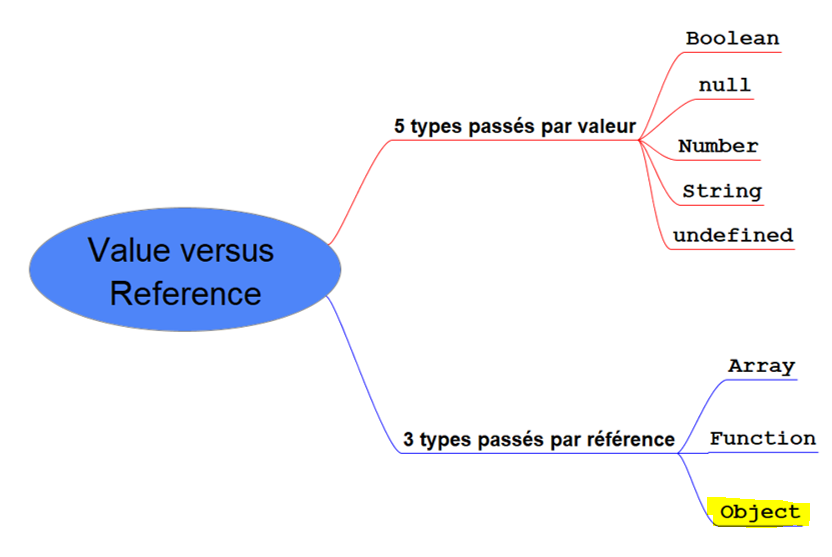 Value versus
Reference
5 types passés par valeur
Boolean
null
Number
String
undefined
3 types passés par référence
Array
Function
Object